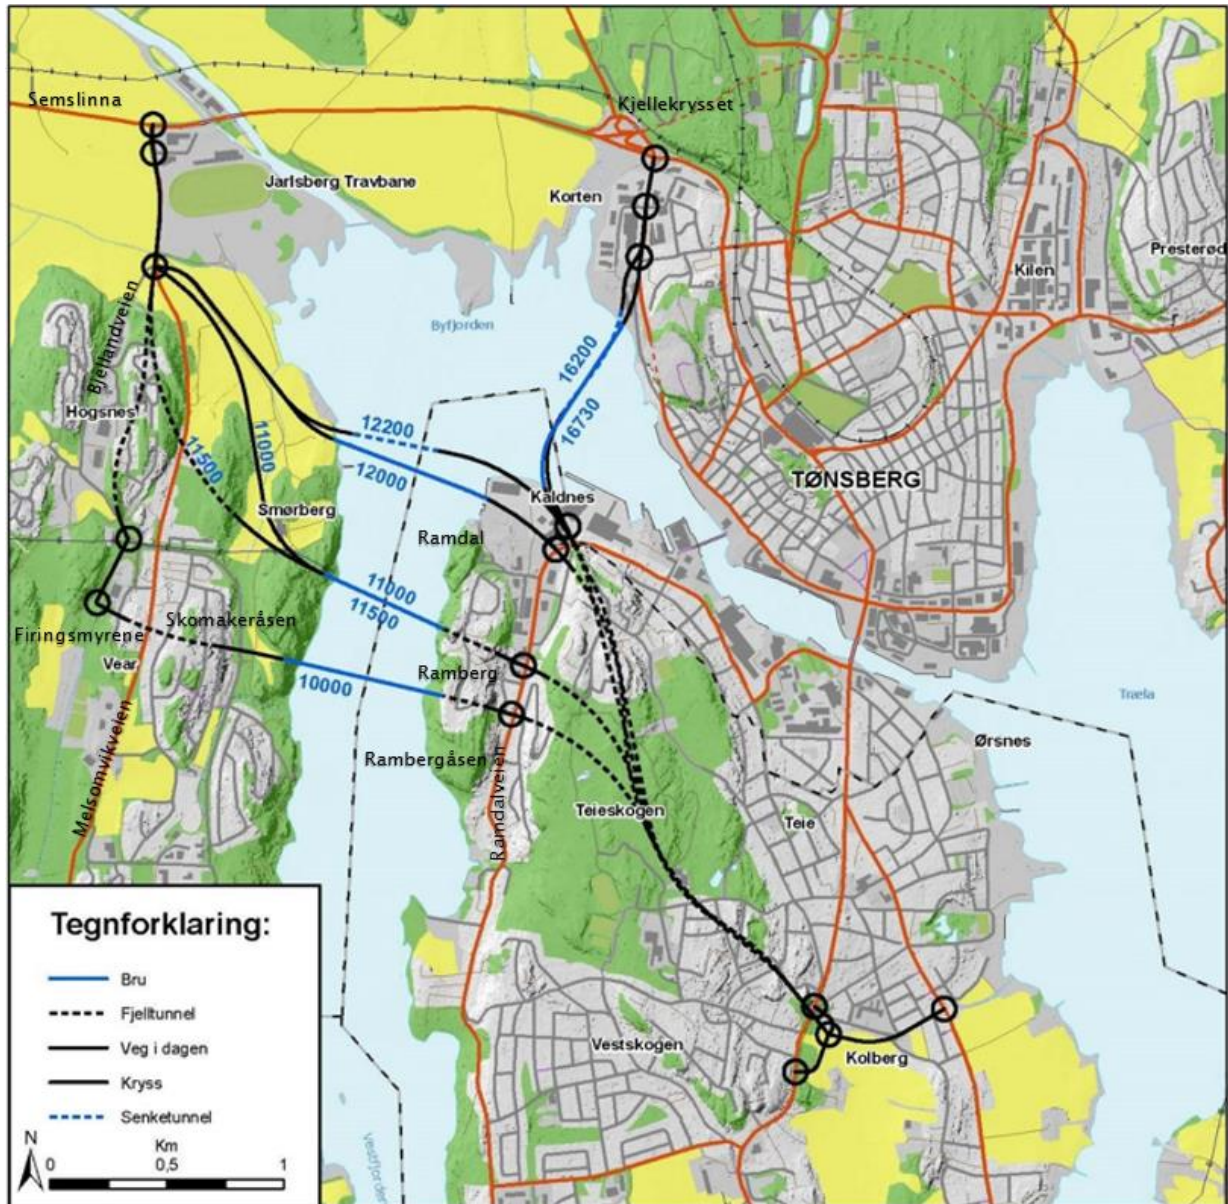 Semslinna
Kjellekrysset
Jarlsberg Travbane
Korten
Presterød
Kilen
Byfjorden
Bjellandveien
16200
16730
Hogsnes
12200
11000
11500
12000
TØNSBERG
Kaldnes
Smørberg
Ramdal
11000
11500
Skomakeråsen
Firingsmyrene
Vear
Ramberg
10000
Træla
Ørsnes
Rambergåsen
Melsomvikveien
Ramdalveien
Teieskogen
Teie
Vestskogen
Kolberg
Vestfjorden
Tegnforklaring:
Bru
Fjelltunnel
Veg i dagen
Kryss
Senketunnel
N
Km
0 0,5 1